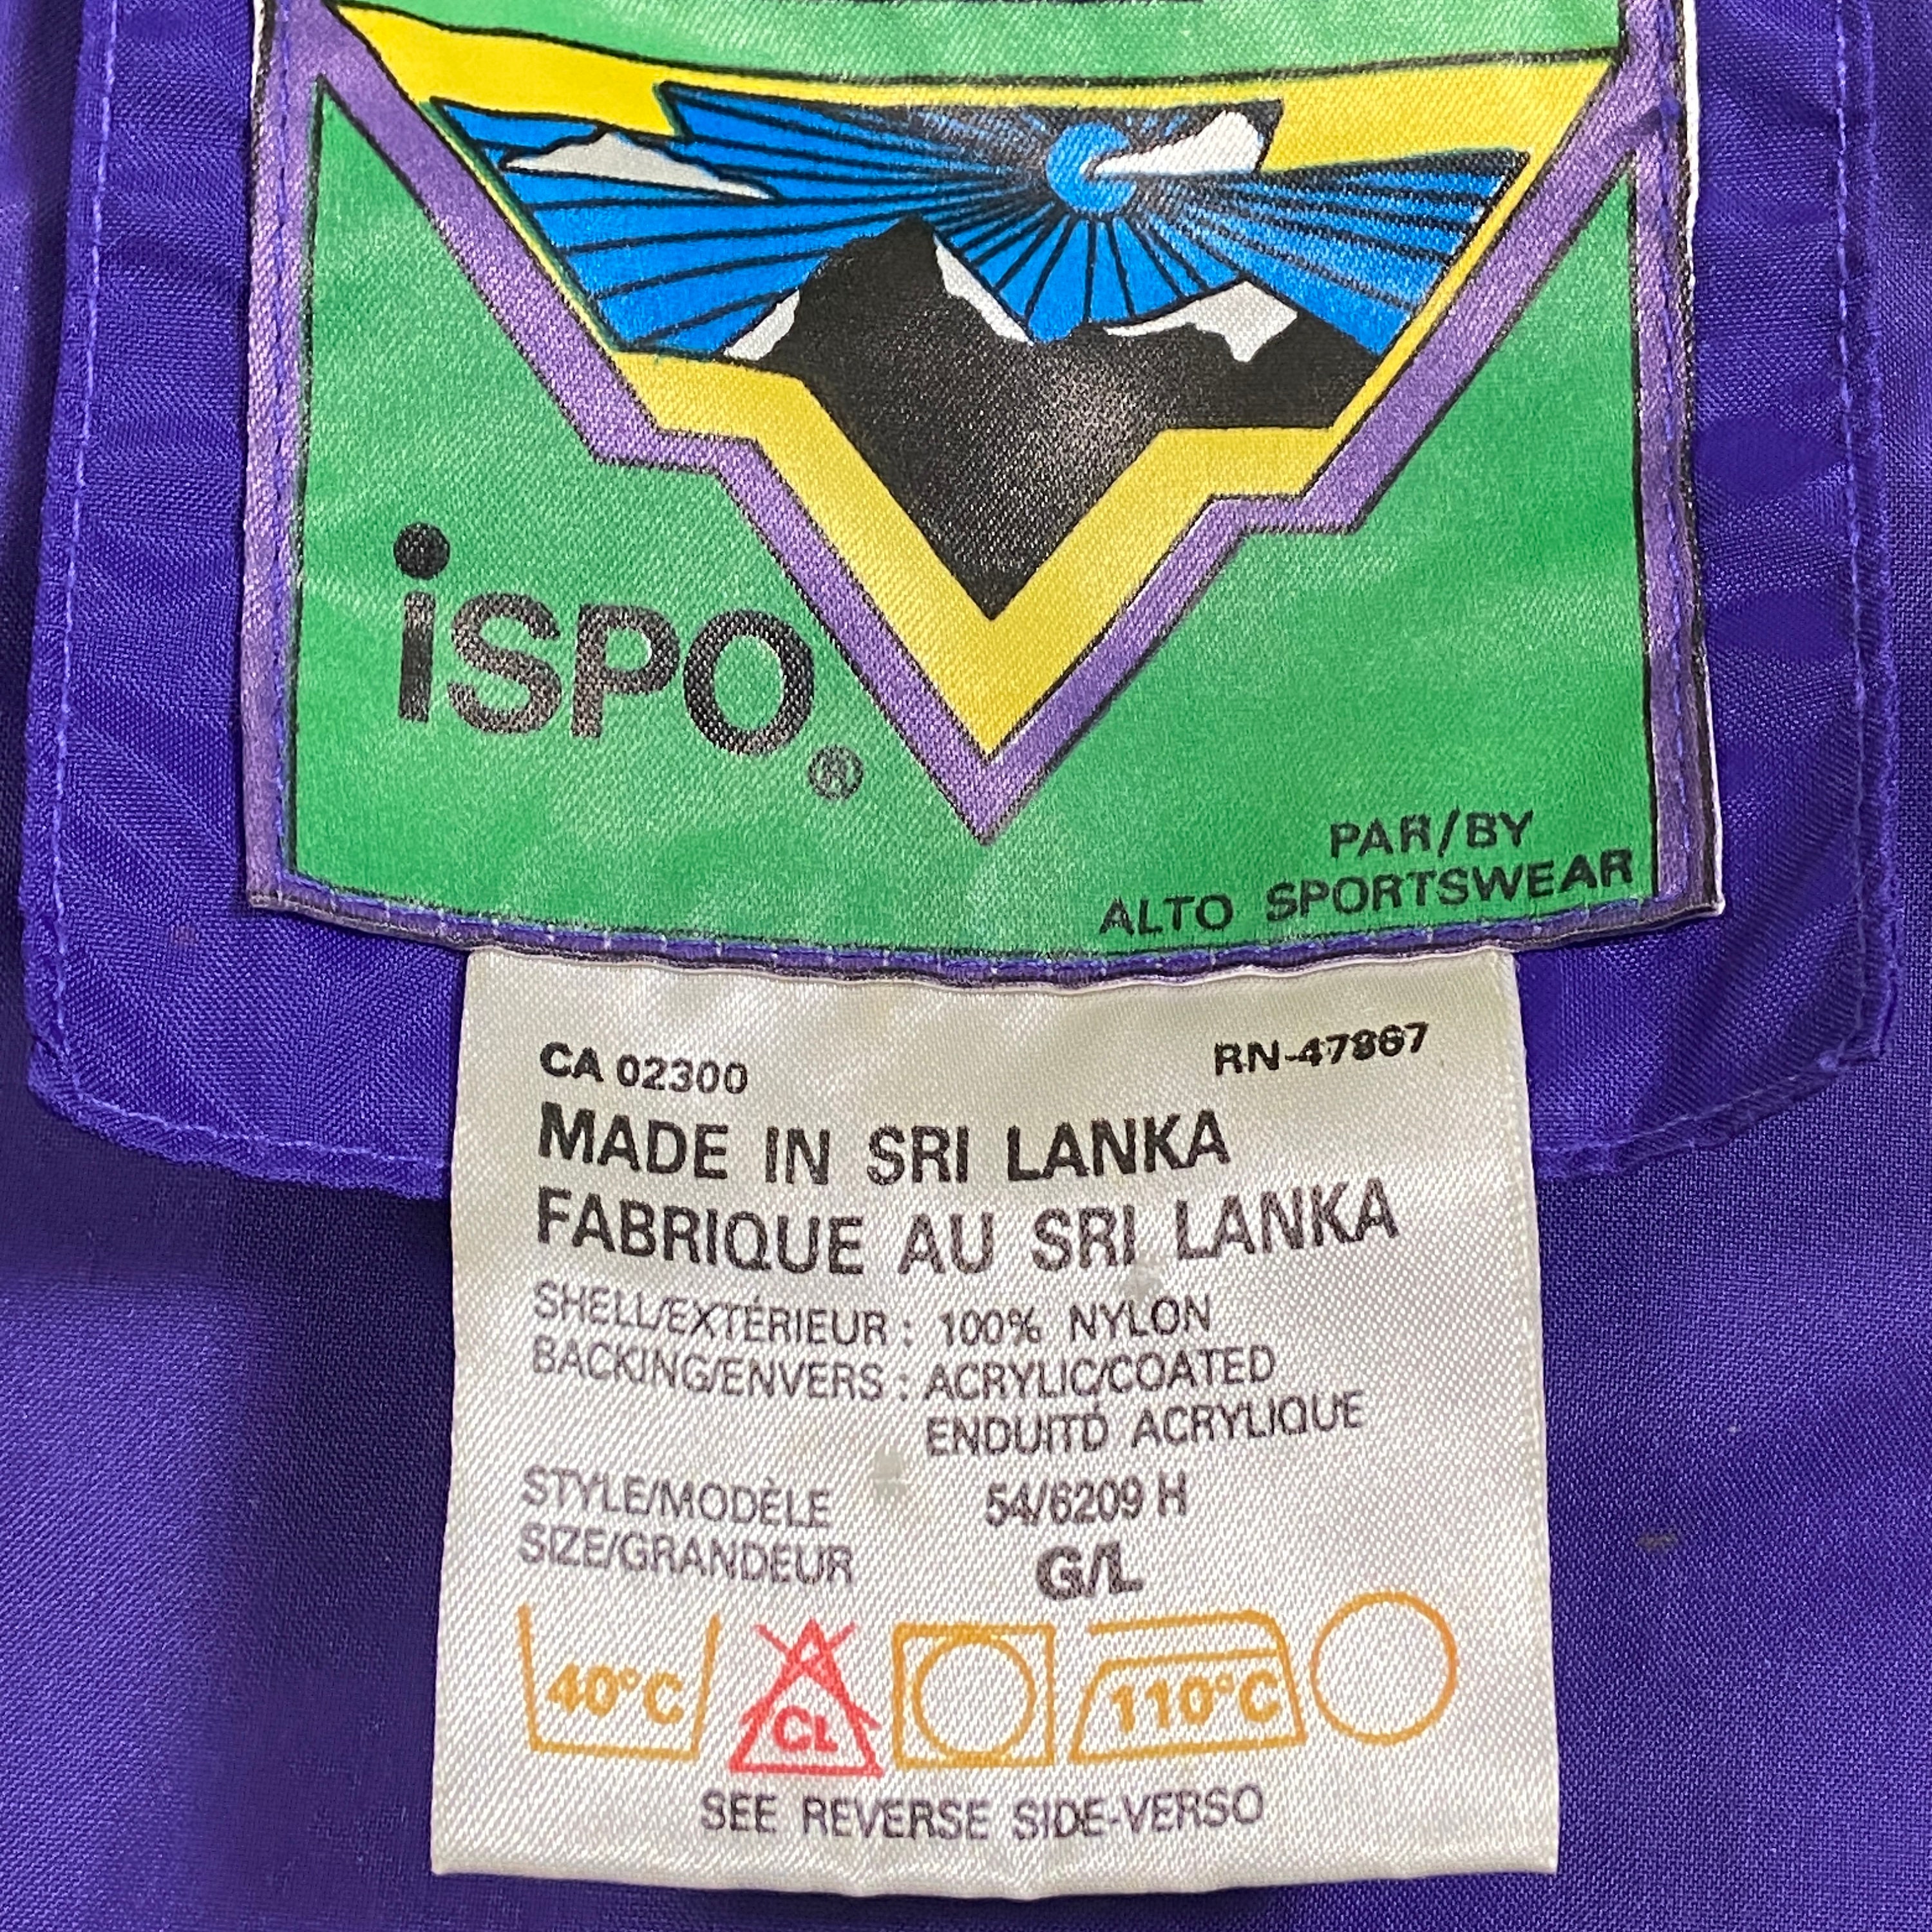 iSPO®
PAR/BY
ALTO SPORTSWEAR
CA 02300 RN-47867
MADE IN SRI LANKA
FABRIQUE AU SRI LANKA
SHELL/EXTÉRIEUR : 100% NYLON
BACKING/ENVERS : ACRYLIC/COATED
ENDUITÓ ACRYLIQUE
STYLE/MODÈLE 54/6209 H
SIZE/GRANDEUR G/L
40°C CL 110°C
SEE REVERSE SIDE-VERSO